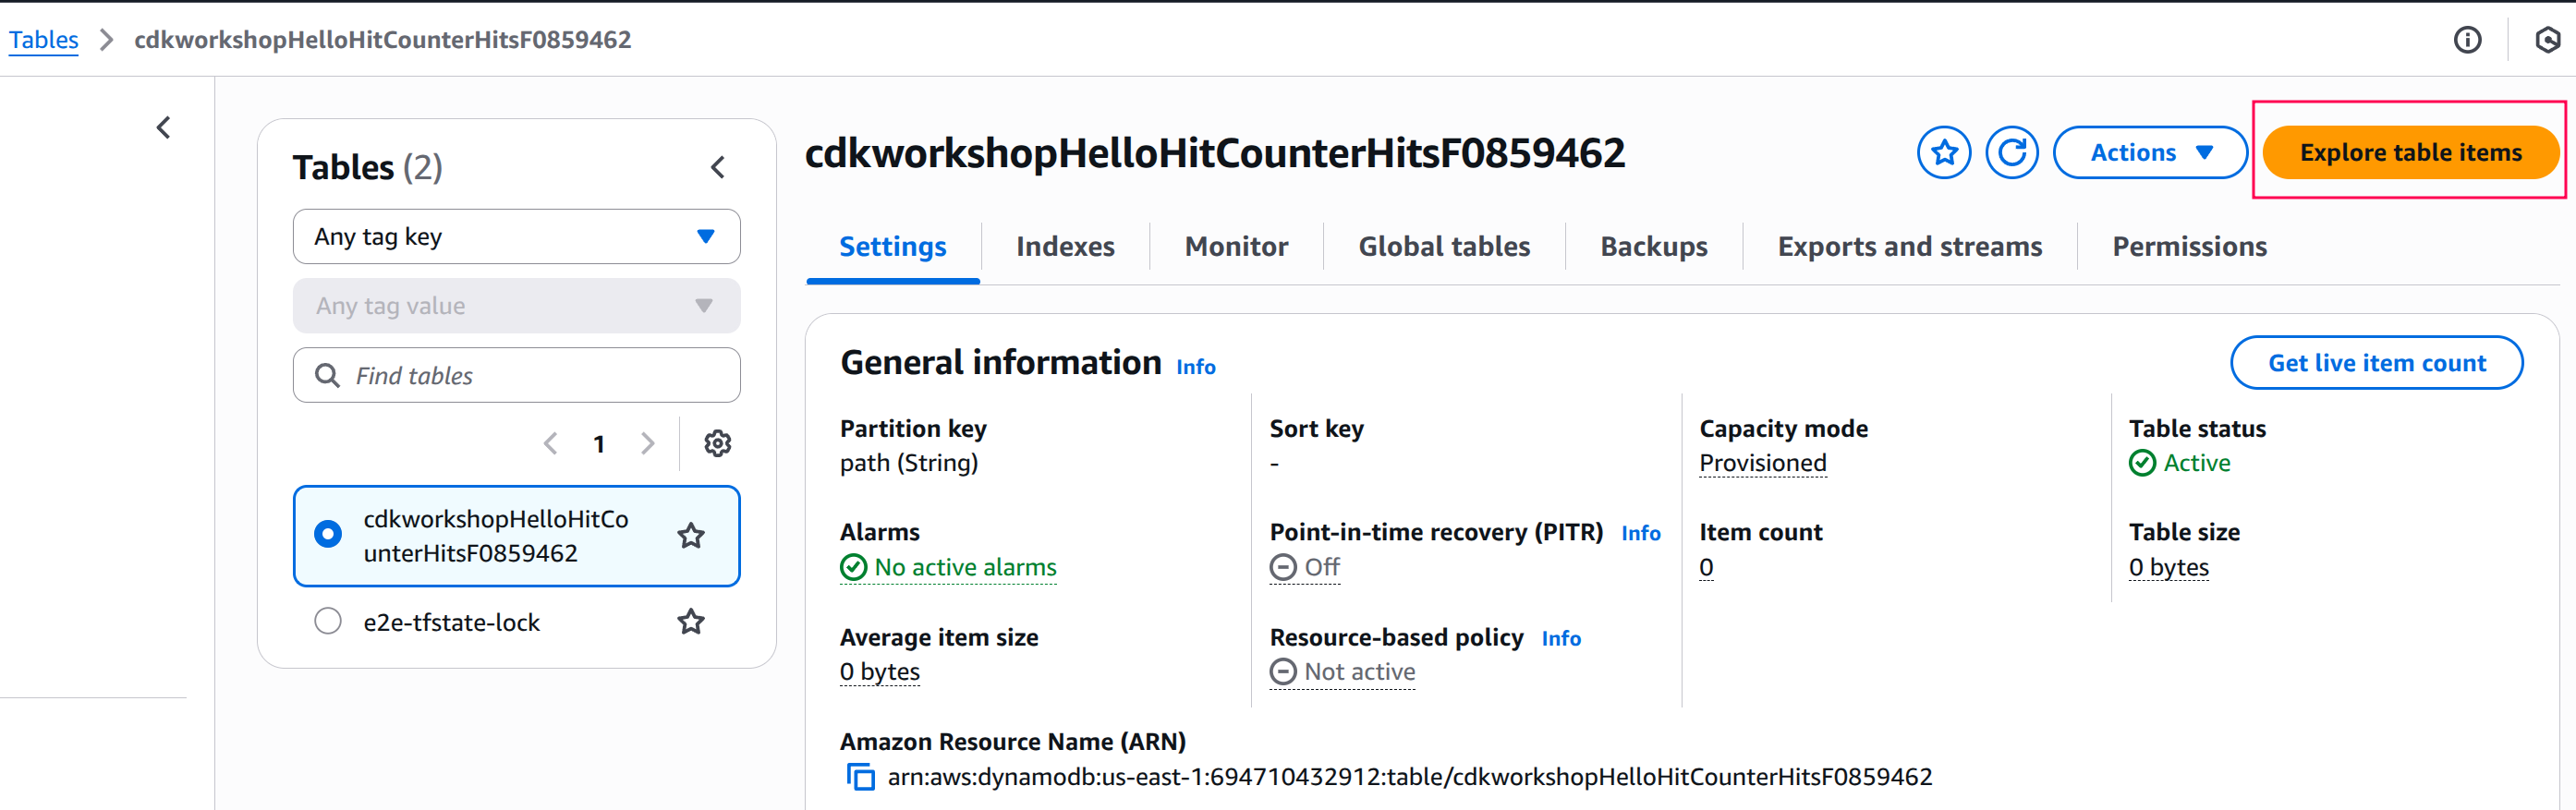 Tables
cdkworkshopHelloHitCounterHitsF0859462
Tables (2)
Any tag key
Any tag value
Find tables
1
cdkworkshopHelloHitCo
unterHitsF0859462
e2e-tfstate-lock
cdkworkshopHelloHitCounterHitsF0859462
Actions
Explore table items
Settings
Indexes
Monitor
Global tables
Backups
Exports and streams
Permissions
General information Info
Get live item count
Partition key
path (String)
Sort key
-
Capacity mode
Provisioned
Table status
Active
Alarms
No active alarms
Point-in-time recovery (PITR) Info
Off
Item count
0
Table size
0 bytes
Average item size
0 bytes
Resource-based policy Info
Not active
Amazon Resource Name (ARN)
arn:aws:dynamodb:us-east-1:694710432912:table/cdkworkshopHelloHitCounterHitsF0859462